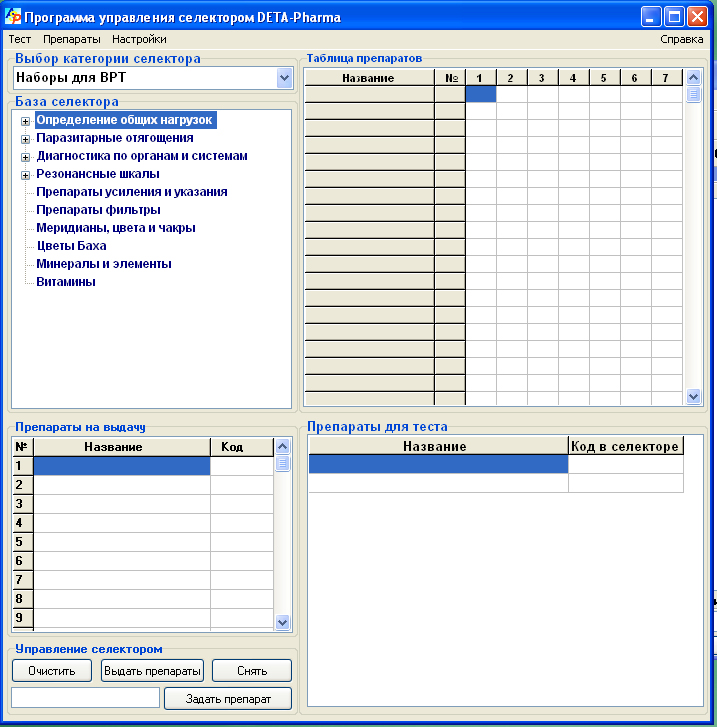 Программа управления селектором DETA-Pharma
Тест Препараты Настройки Справка
Выбор категории селектора
Наборы для ВРТ
База селектора
Определение общих нагрузок
Паразитарные отягощения
Диагностика по органам и системам
Резонансные шкалы
Препараты усиления и указания
Препараты фильтры
Меридианы, цвета и чакры
Цветы Баха
Минералы и элементы
Витамины
Таблица препаратов
Название № 1 2 3 4 5 6 7
Препараты на выдачу
№ Название Код
1
2
3
4
5
6
7
8
9
Препараты для теста
Название Код в селекторе
Управление селектором
Очистить Выдать препараты Снять
Задать препарат